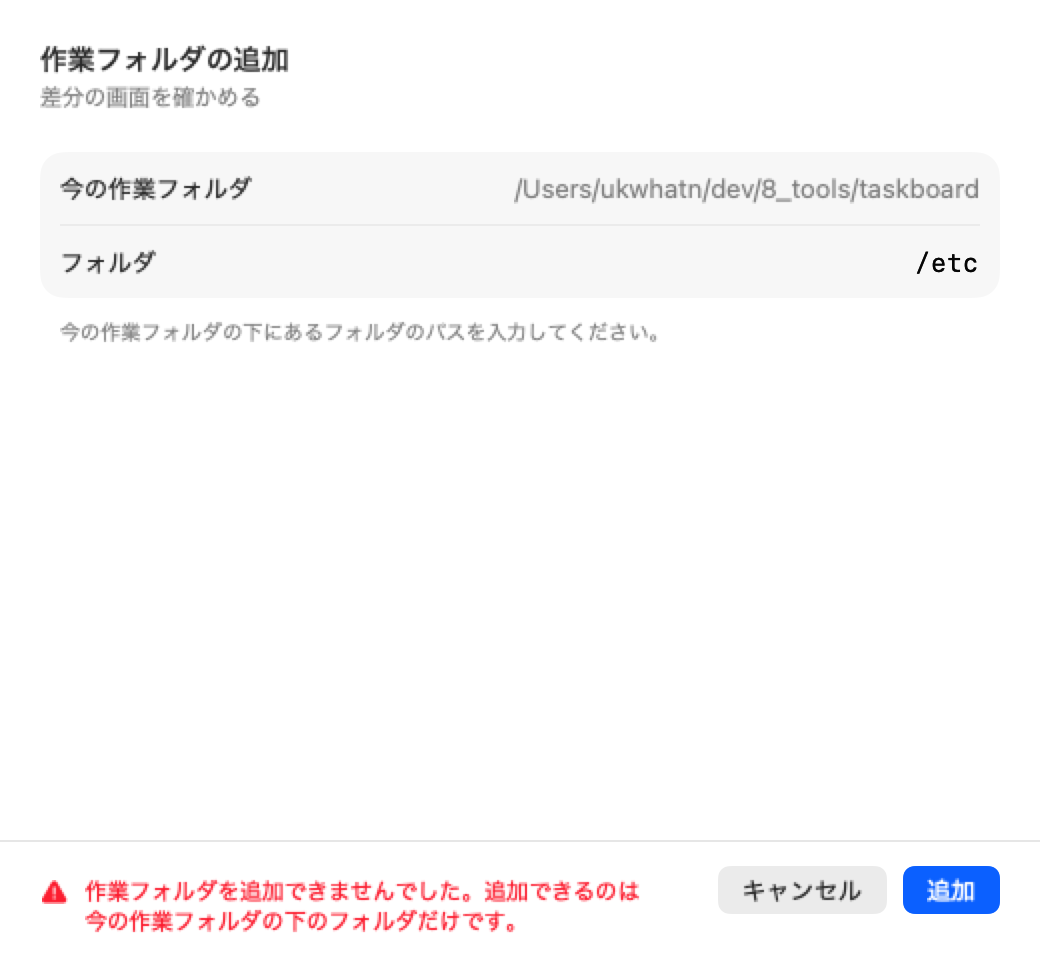 作業フォルダの追加
差分の画面を確かめる
今の作業フォルダ /Users/ukwhatn/dev/8_tools/taskboard
フォルダ /etc
今の作業フォルダの下にあるフォルダのパスを入力してください。
作業フォルダを追加できませんでした。追加できるのは
今の作業フォルダの下のフォルダだけです。
キャンセル 追加